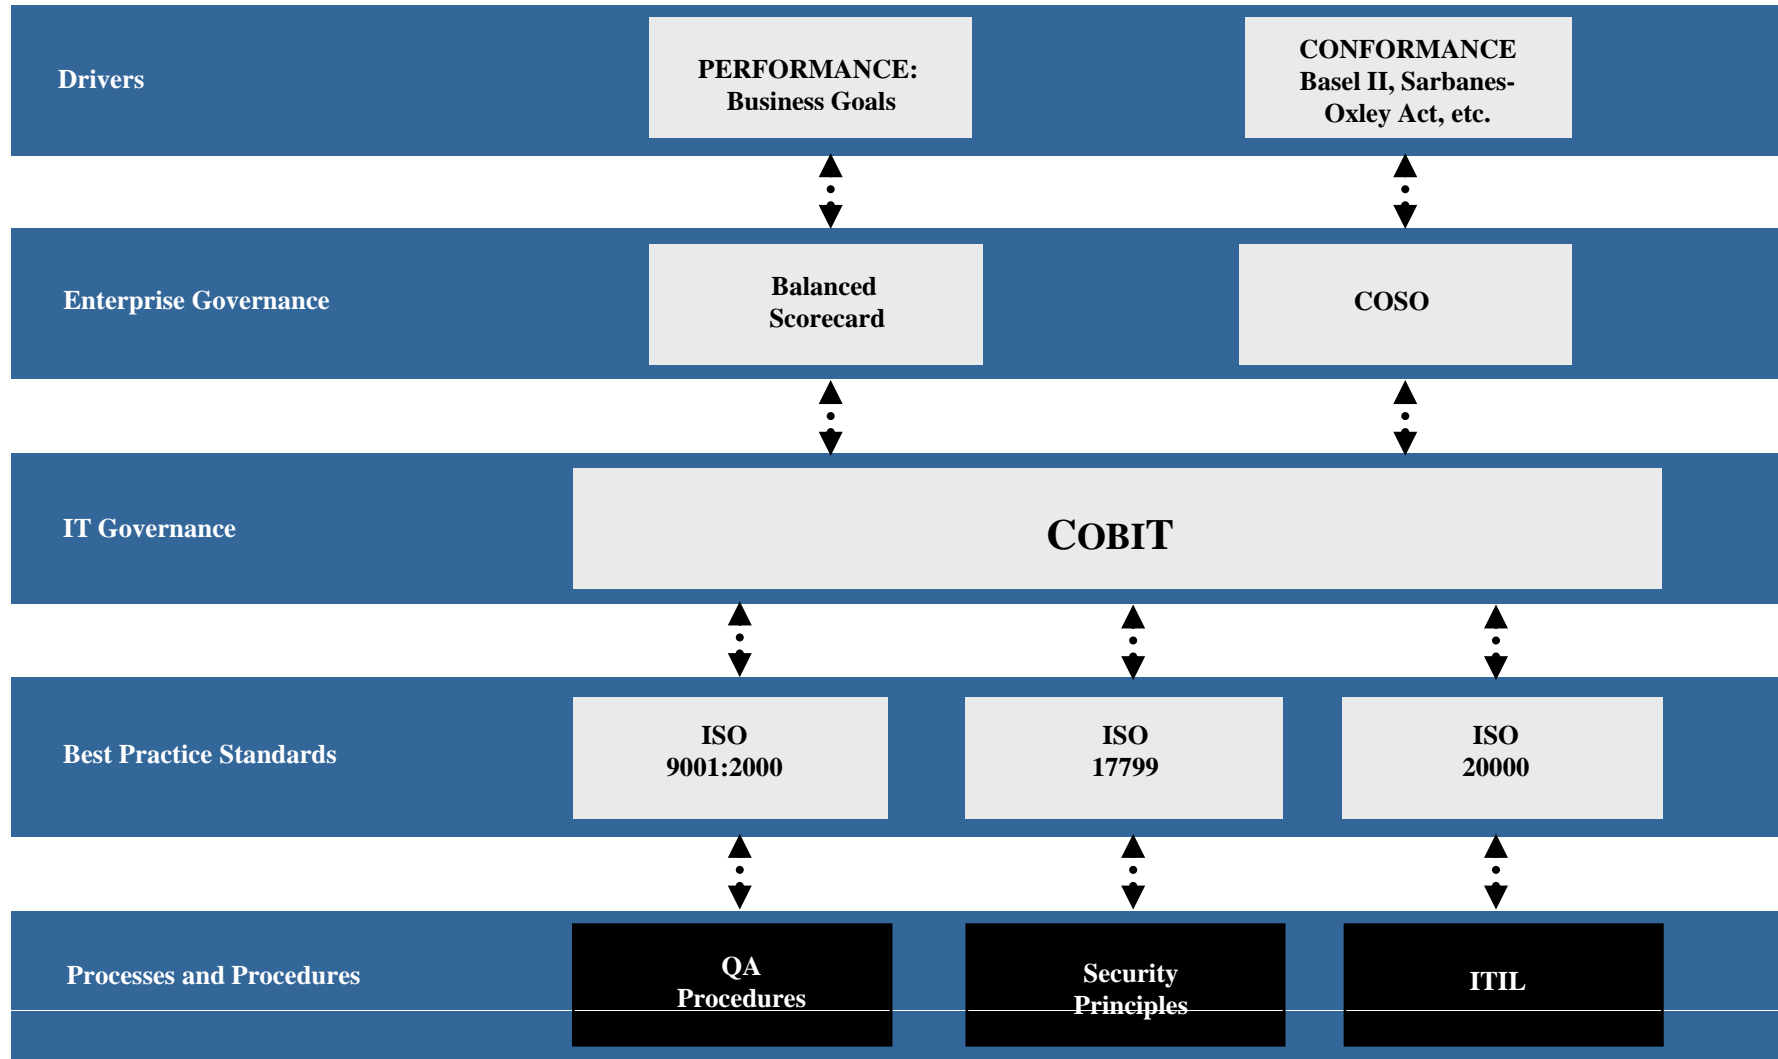 Drivers
PERFORMANCE:
Business Goals
CONFORMANCE
Basel II, Sarbanes-
Oxley Act, etc.
Enterprise Governance
Balanced
Scorecard
COSO
IT Governance
COBIT
Best Practice Standards
ISO
9001:2000
ISO
17799
ISO
20000
Processes and Procedures
QA
Procedures
Security
Principles
ITIL